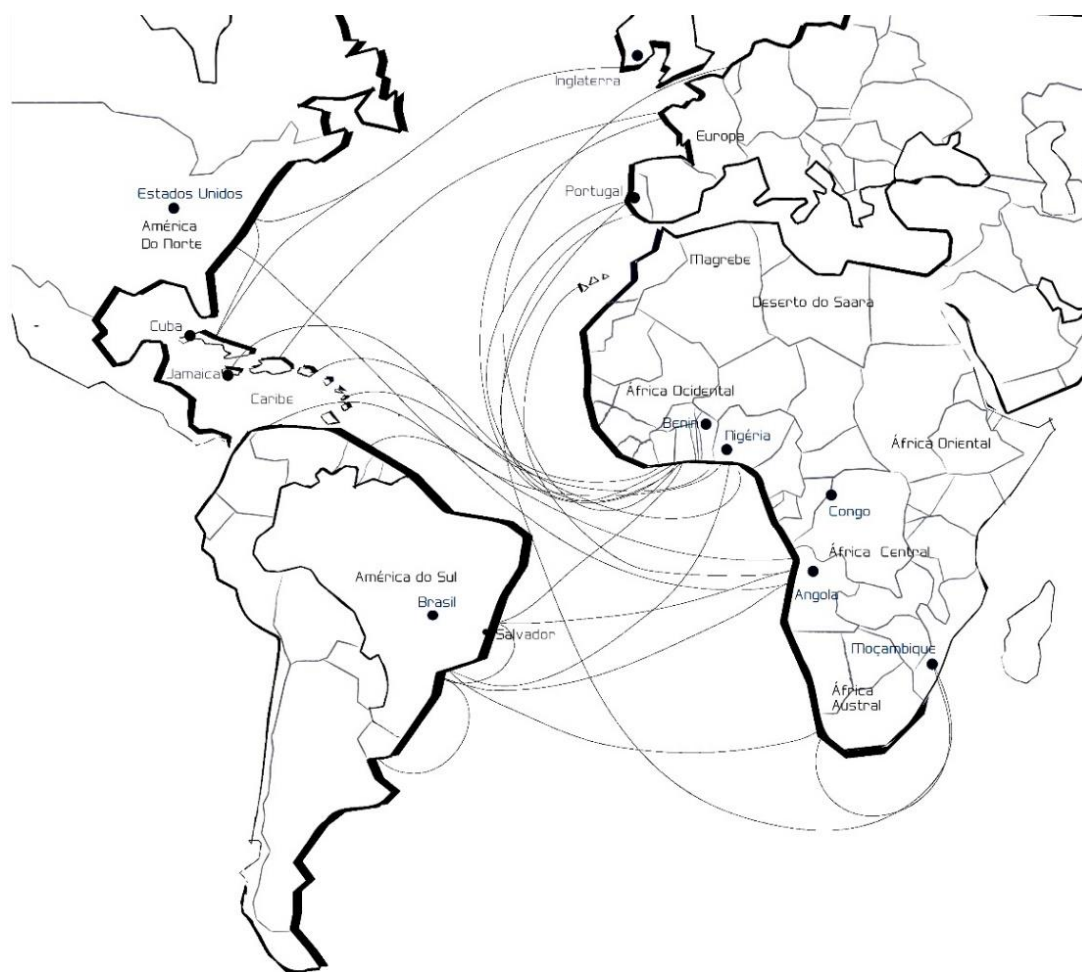 Inglaterra
Europa
Estados Unidos
Portugal
América
Do Norte
Magrebe
Deserto do Saara
Cuba
Jamaica
Caribe
África Ocidental
Benin
Nigéria
África Oriental
Congo
África Central
América do Sul
Brasil
Angola
Salvador
Moçambique
África
Austral